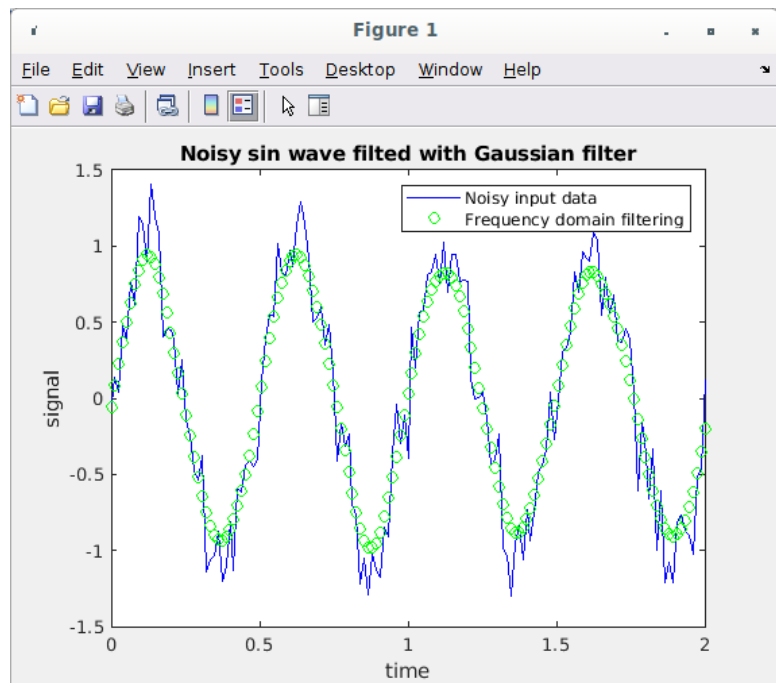 Figure 1
File Edit View Insert Tools Desktop Window Help
Noisy sin wave filted with Gaussian filter
1.5
Noisy input data
Frequency domain filtering
1
0.5
0
-0.5
-1
-1.5
signal
0 0.5 1 1.5 2
time